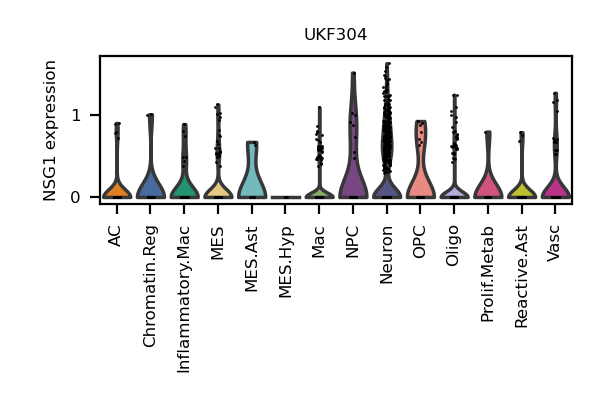 UKF304
NSG1 expression
1
0
AC
Chromatin.Reg
Inflammatory.Mac
MES
MES.Ast
MES.Hyp
Mac
NPC
Neuron
OPC
Oligo
Prolif.Metab
Reactive.Ast
Vasc